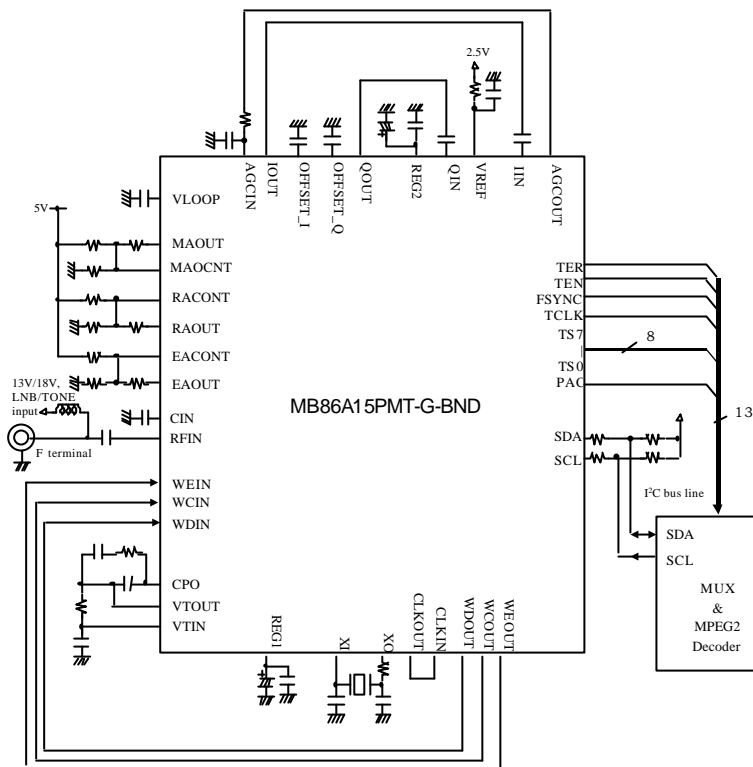 2.5V
AGCIN
IOUT
OFFSET_I
OFFSET_Q
QOUT
REG2
QIN
VREF
IIN
AGCOUT
5V
VLOOP
MAOUT
MAOCNT
RACONT
RAOUT
EACONT
EAOUT
13V/18V,
LNB/TONE
input
CIN
RFIN
F terminal
WEIN
WCIN
WDIN
CPO
VTOUT
VTIN
MB86A15PMT-G-BND
TER
TEN
FSYNC
TCLK
TS7
|
TS0
PAC
8
13
SDA
SCL
I²C bus line
SDA
SCL
MUX
&
MPEG2
Decoder
REG1
XI
XO
CLKOUT
CLKIN
WDOUT
WCOUT
WEOUT
+
+